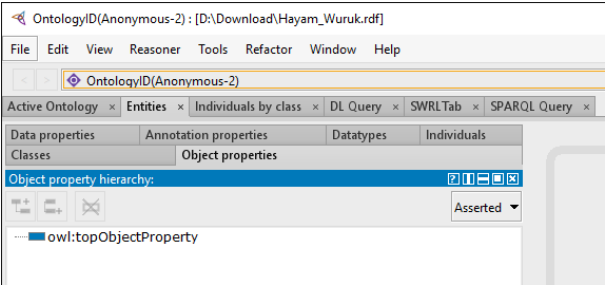 OntologyID(Anonymous-2) : [D:\Download\Hayam_Wuruk.rdf]
File Edit View Reasoner Tools Refactor Window Help
< > OntologyID(Anonymous-2)
Active Ontology × Entities × Individuals by class × DL Query × SWRLTab × SPARQL Query ×
Data properties Annotation properties Datatypes Individuals
Classes Object properties
Object property hierarchy:
Asserted
owl:topObjectProperty